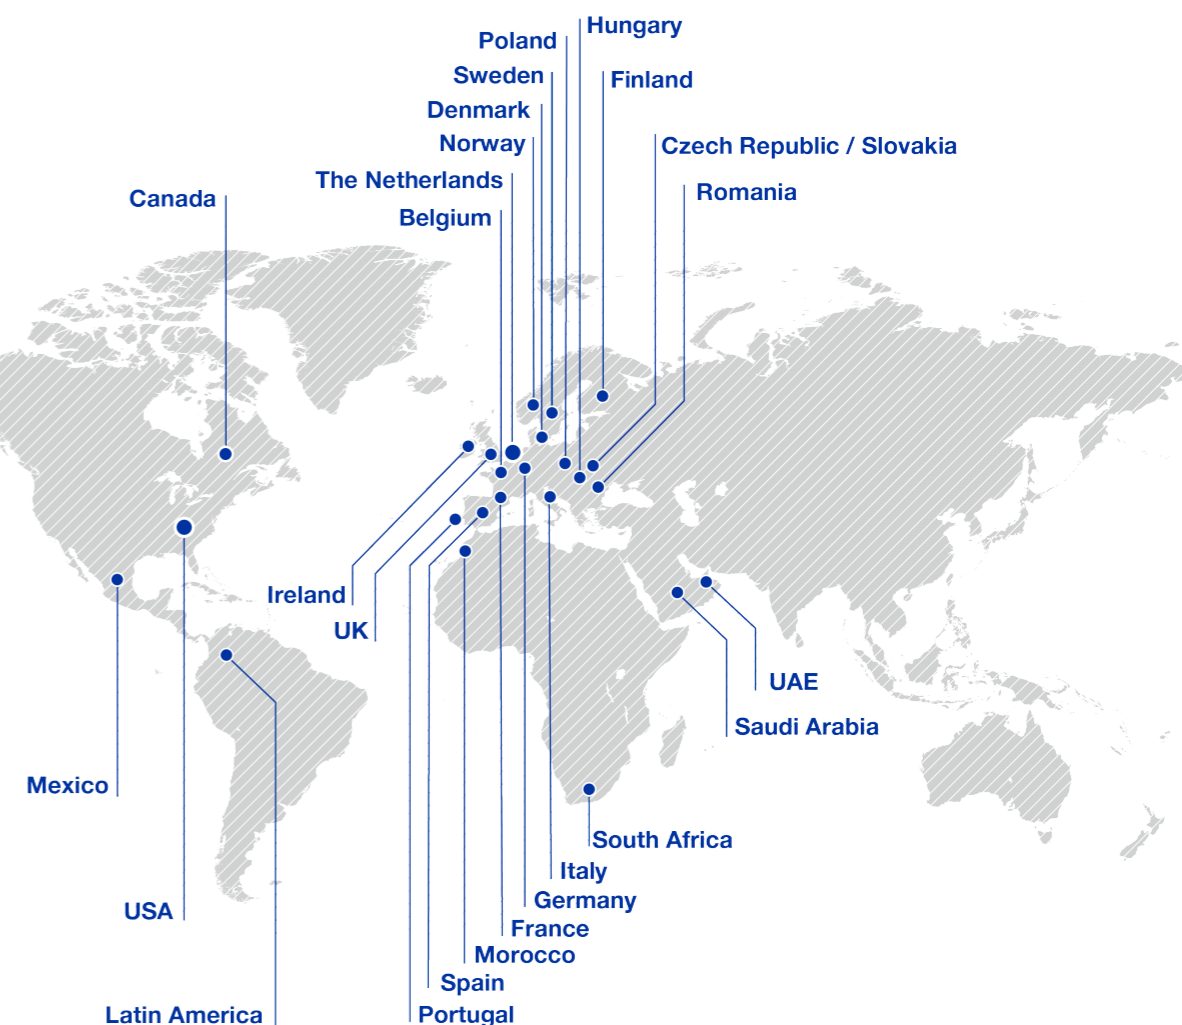 Hungary
Poland
Sweden
Finland
Denmark
Norway
Czech Republic / Slovakia
The Netherlands
Romania
Canada
Belgium
Ireland
UK
UAE
Saudi Arabia
Mexico
South Africa
Italy
Germany
USA
France
Morocco
Spain
Latin America
Portugal